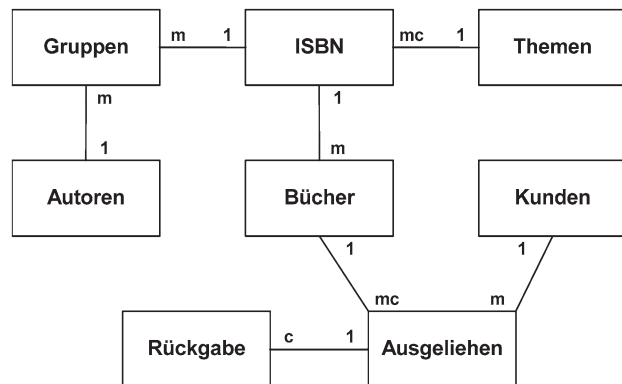 Gruppen m 1 ISBN mc 1 Themen
m 1
1 m
Autoren Bücher Kunden
1 1
mc m
Rückgabe c 1 Ausgeliehen